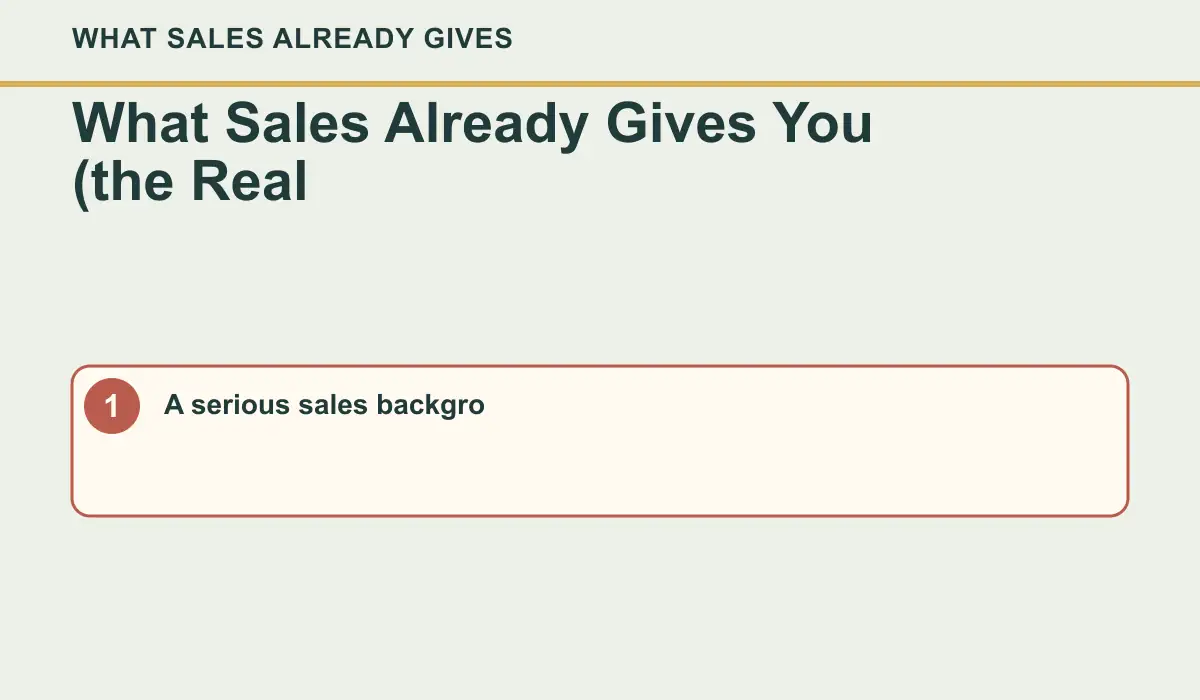 WHAT SALES ALREADY GIVES
What Sales Already Gives You
(the Real
1
A serious sales backgro